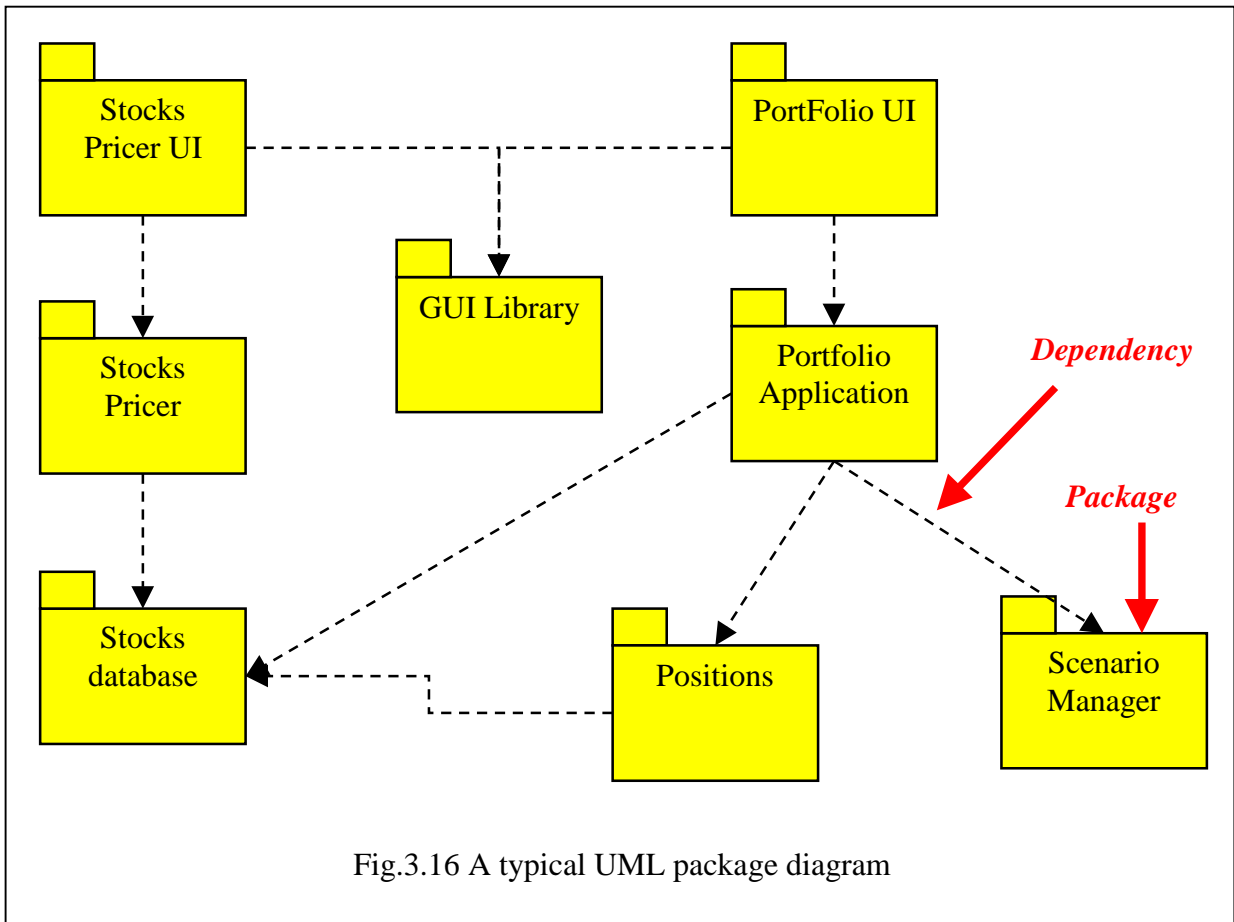 Stocks
Pricer UI
PortFolio UI
GUI Library
Stocks
Pricer
Portfolio
Application
Dependency
Package
Stocks
database
Positions
Scenario
Manager
Fig.3.16 A typical UML package diagram